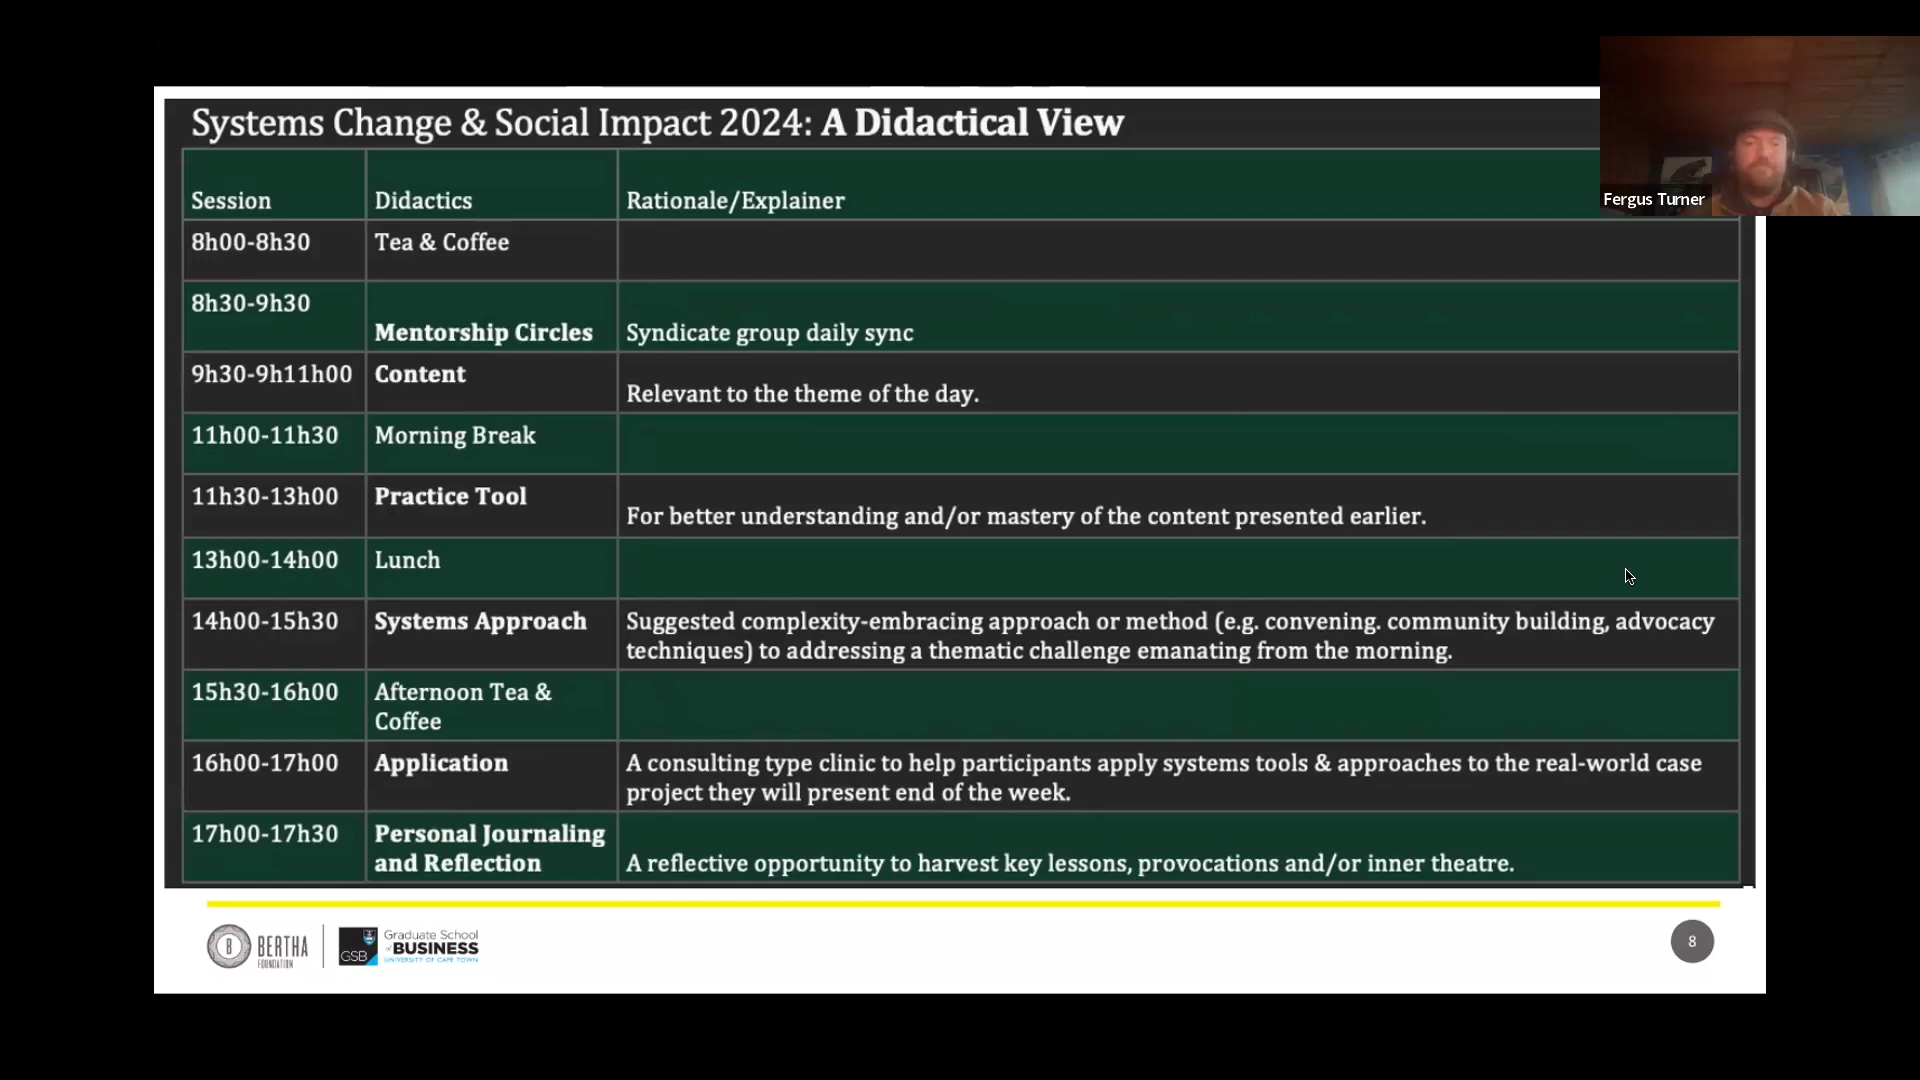 Systems Change & Social Impact 2024: A Didactical View
Session Didactics Rationale/Explainer
8h00-8h30 Tea & Coffee
8h30-9h30
Mentorship Circles Syndicate group daily sync
9h30-9h11h00 Content
Relevant to the theme of the day.
11h00-11h30 Morning Break
11h30-13h00 Practice Tool
For better understanding and/or mastery of the content presented earlier.
13h00-14h00 Lunch
14h00-15h30 Systems Approach Suggested complexity-embracing approach or method (e.g. convening. community building, advocacy
techniques) to addressing a thematic challenge emanating from the morning.
15h30-16h00 Afternoon Tea &
Coffee
16h00-17h00 Application A consulting type clinic to help participants apply systems tools & approaches to the real-world case
project they will present end of the week.
17h00-17h30 Personal Journaling
and Reflection A reflective opportunity to harvest key lessons, provocations and/or inner theatre.
Fergus Turner
B BERTHA
FOUNDATION
GSB
Graduate School
of BUSINESS
UNIVERSITY OF CAPE TOWN
8